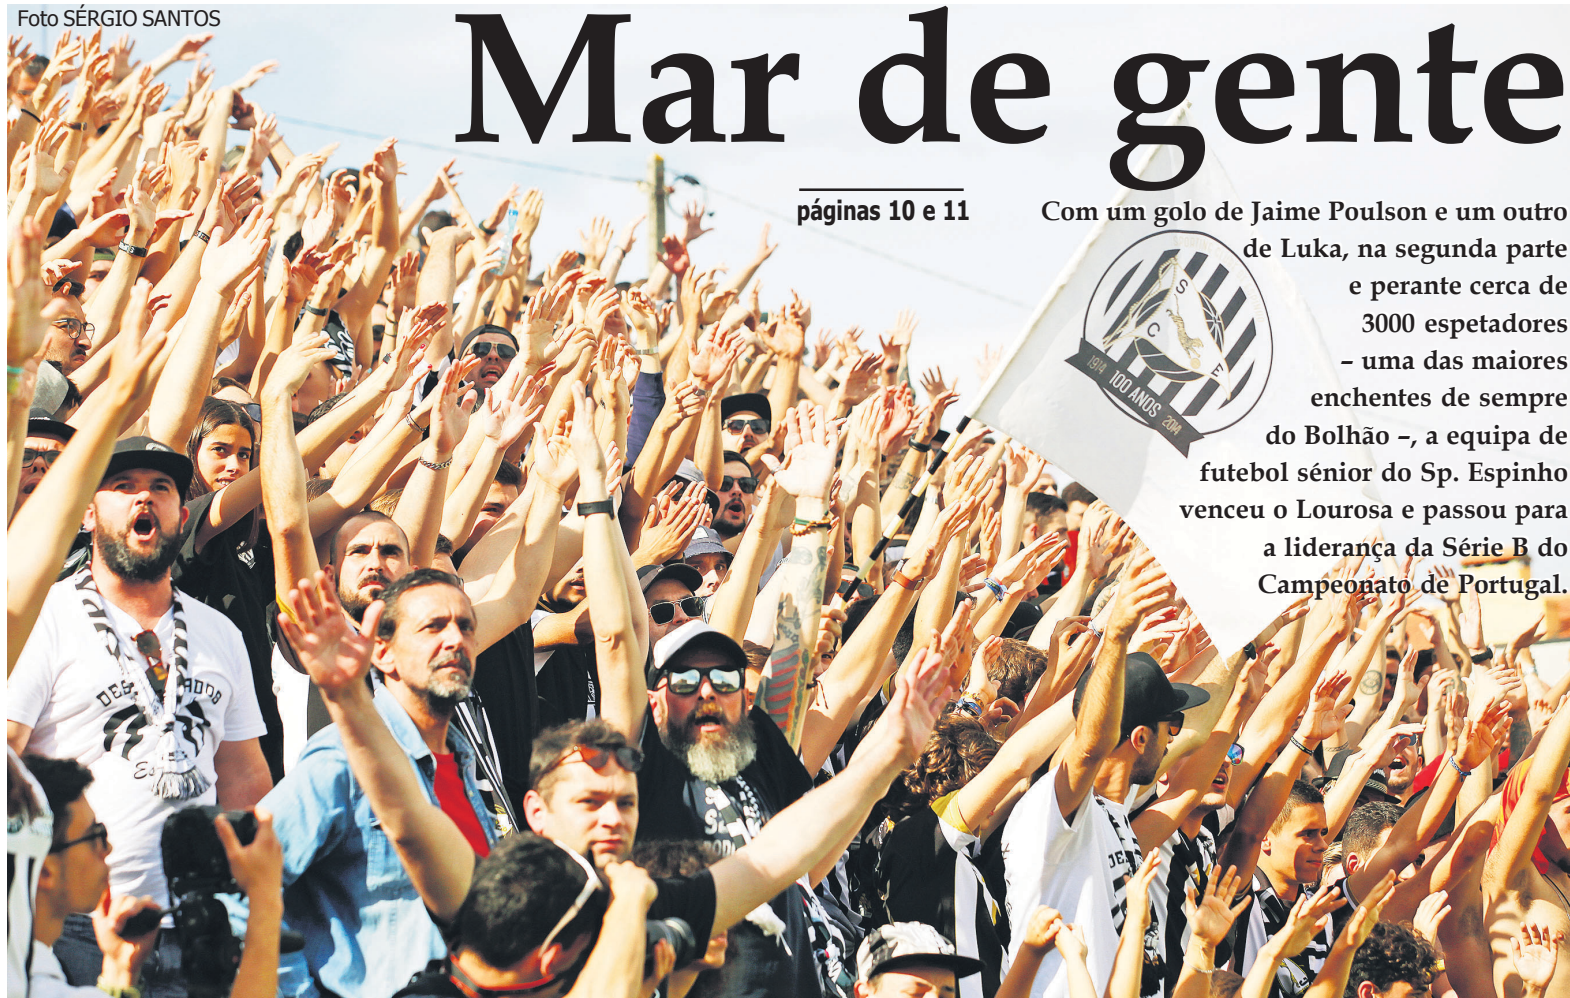 Foto SÉRGIO SANTOS
Mar de gente
páginas 10 e 11
Com um golo de Jaime Poulson e um outro
de Luka, na segunda parte
e perante cerca de
3000 espetadores
– uma das maiores
enchentes de sempre
do Bolhão –, a equipa de
futebol sénior do Sp. Espinho
venceu o Lourosa e passou para
a liderança da Série B do
Campeonato de Portugal.
S
C
E
1914 100 ANOS 2014